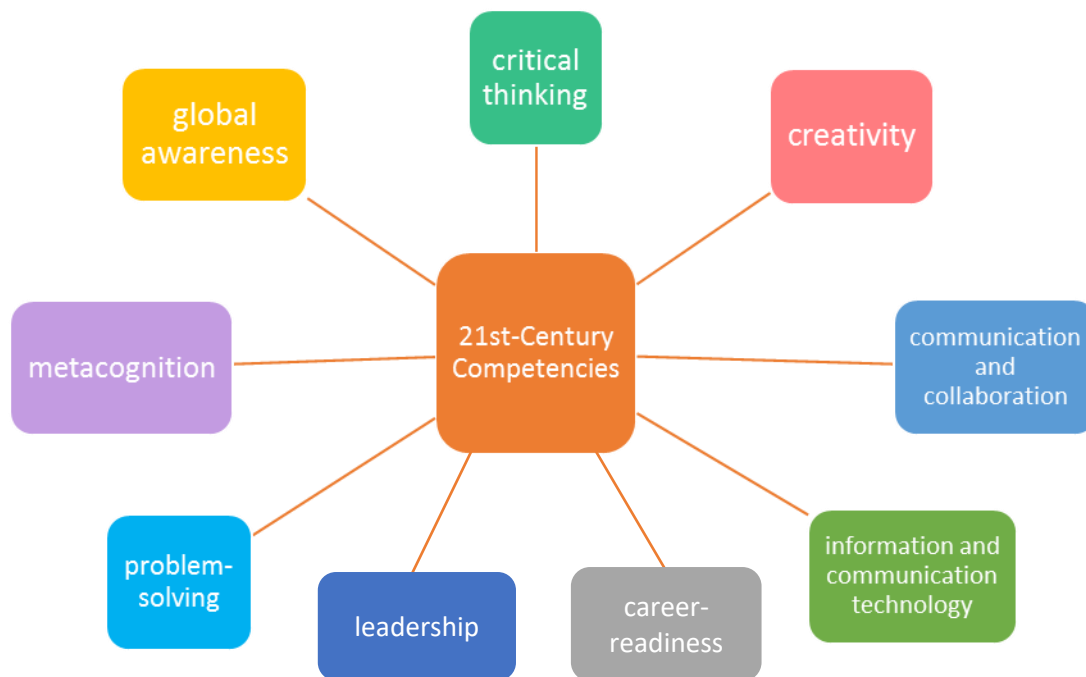 critical
thinking
global
awareness
creativity
21st-Century
Competencies
metacognition
communication
and
collaboration
problem-
solving
leadership
career-
readiness
information and
communication
technology